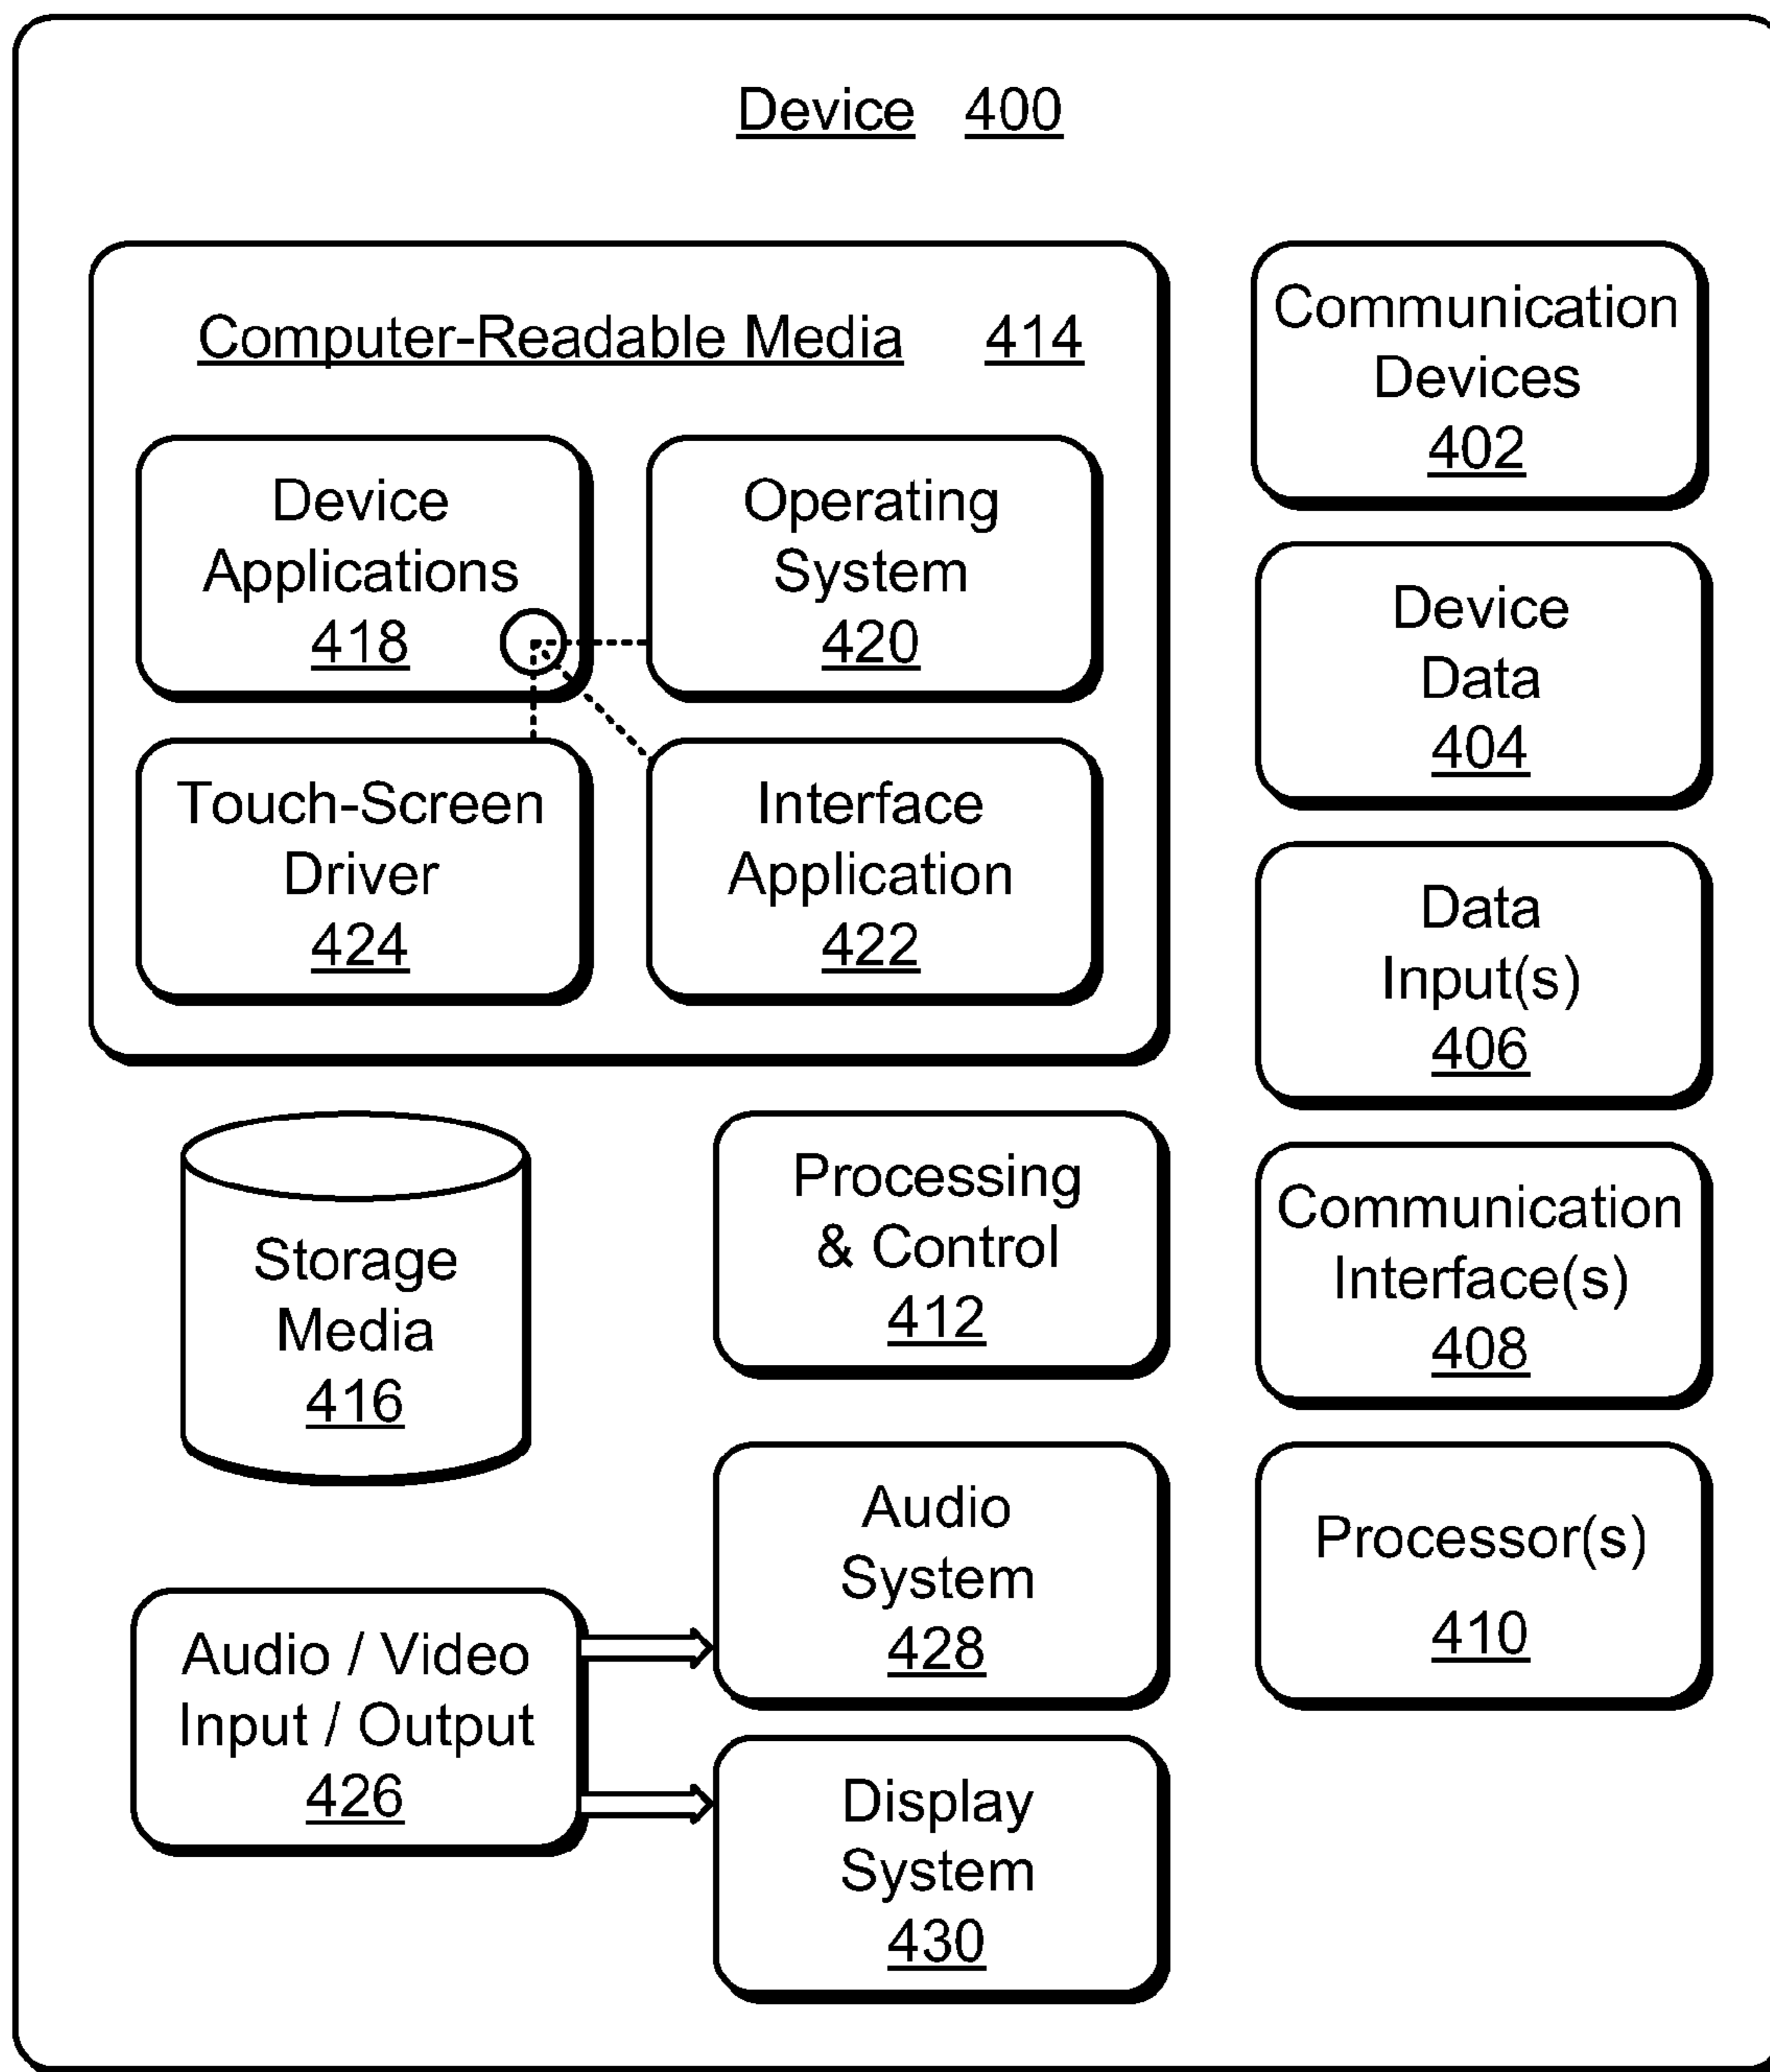 Device 400
Computer-Readable Media 414
Device
Applications
418
Operating
System
420
Touch-Screen
Driver
424
Interface
Application
422
Communication
Devices
402
Device
Data
404
Data
Input(s)
406
Communication
Interface(s)
408
Processor(s)
410
Storage
Media
416
Processing
& Control
412
Audio / Video
Input / Output
426
Audio
System
428
Display
System
430